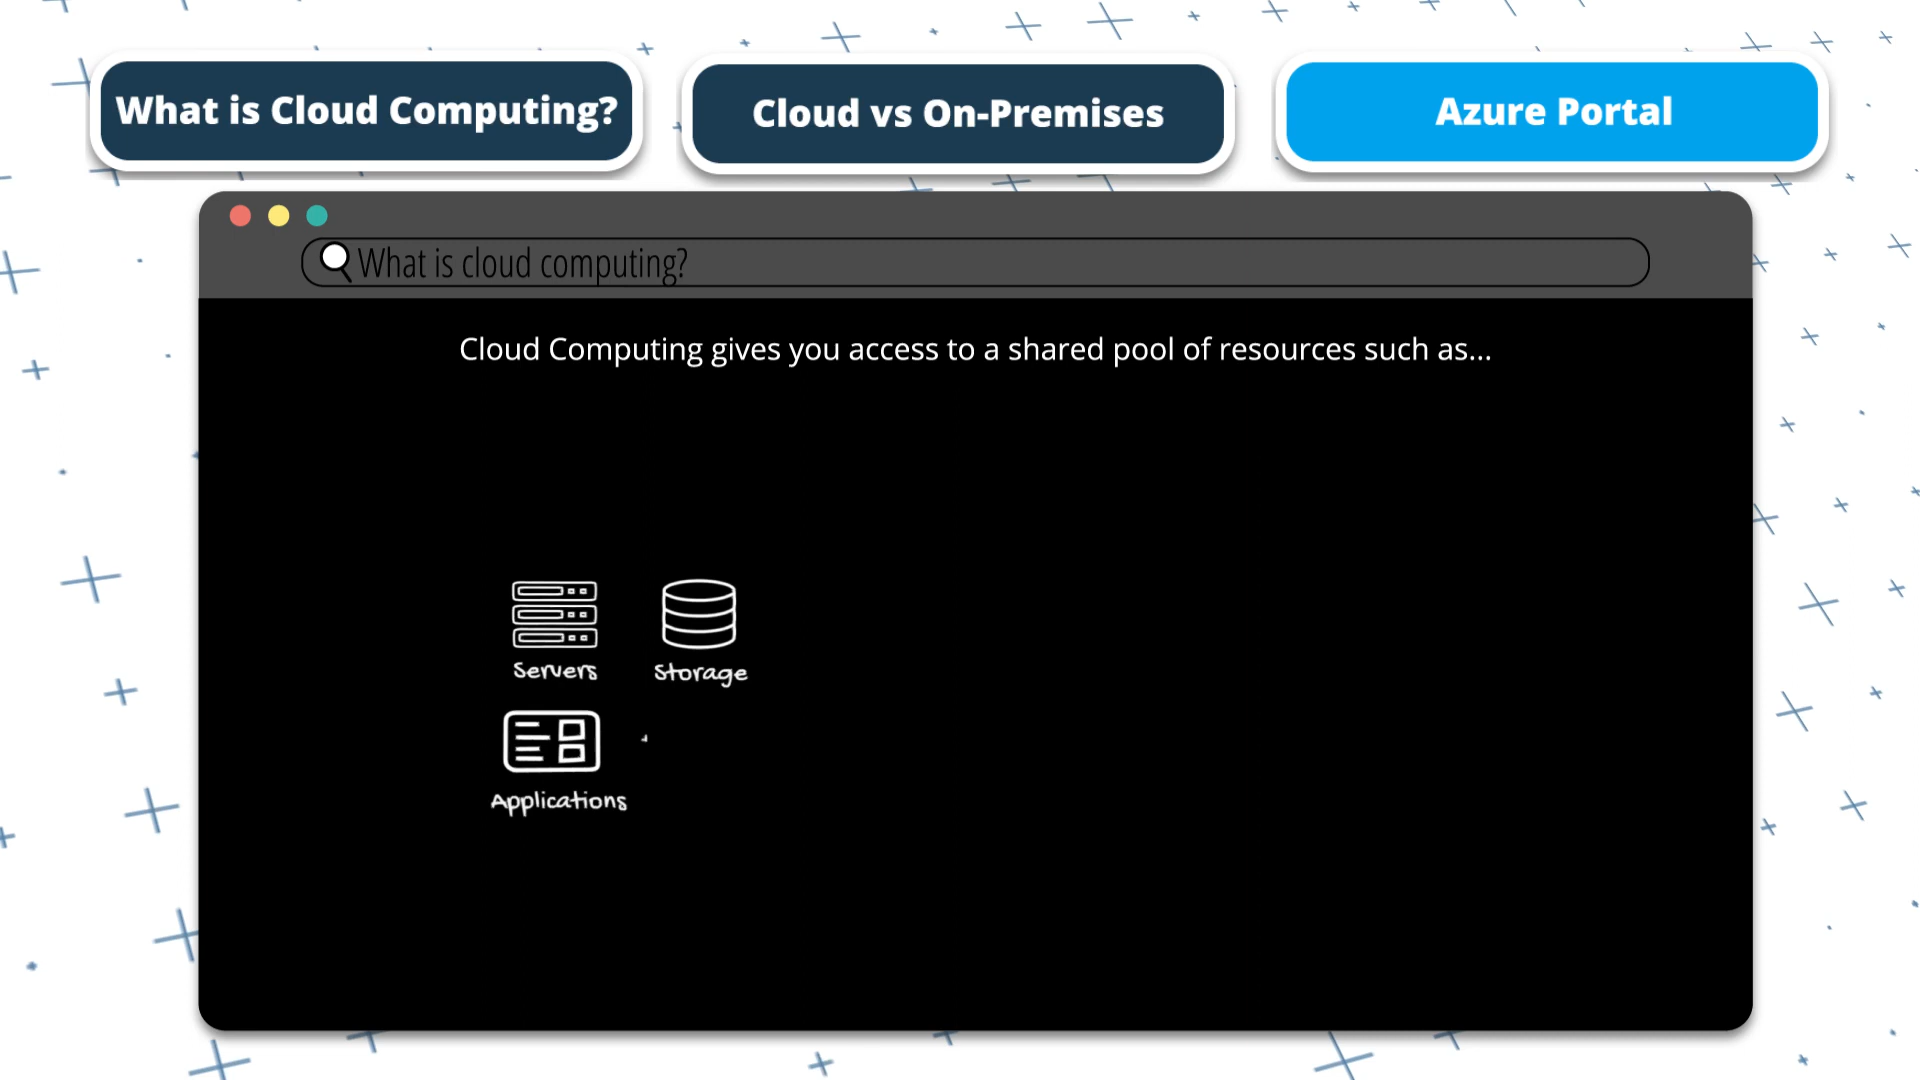 What is Cloud Computing?
Cloud vs On-Premises
Azure Portal
What is cloud computing?
Cloud Computing gives you access to a shared pool of resources such as...
Servers
Storage
Applications